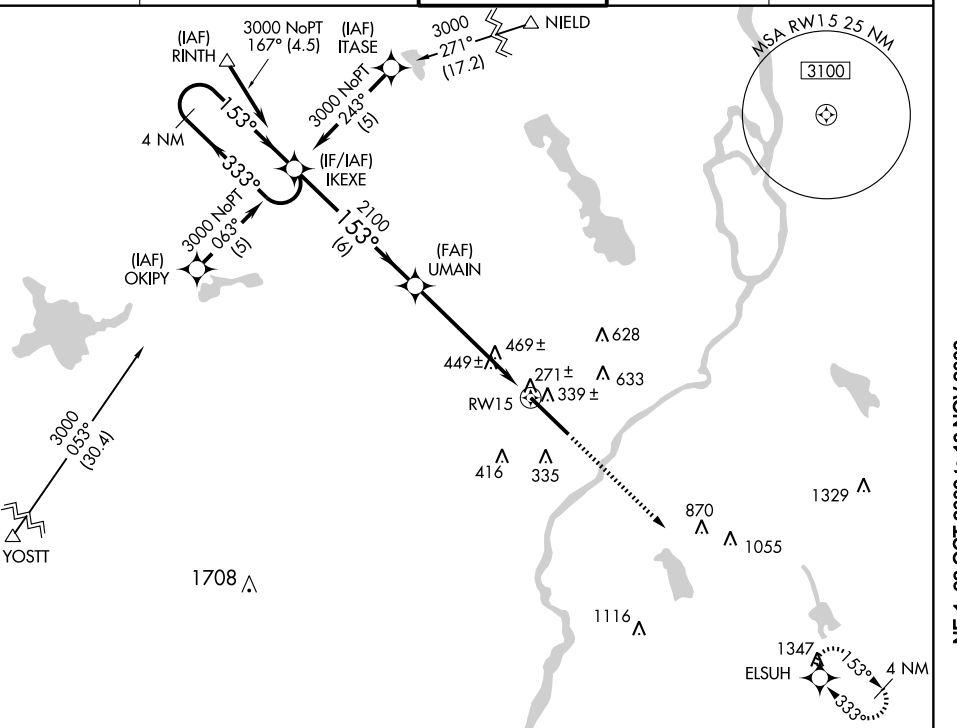 MSA RW15 25 NM
3100
(IAF)
RINTH
3000 NoPT
167° (4.5)
(IAF)
ITASE
3000
271°
(17.2)
NIELD
3000 NoPT
243°
(5)
153°
4 NM
333°
(IF/IAF)
IKEXE
3000 NoPT
063°
(5)
(IAF)
OKIPY
2100
153°
(6)
(FAF)
UMAIN
469±
449±
628
271±
633
339±
RW15
3000
053°
(30.4)
YOSTT
416
335
1329
870
1055
1708
1116
1347
ELSUH
153°
4 NM
333°